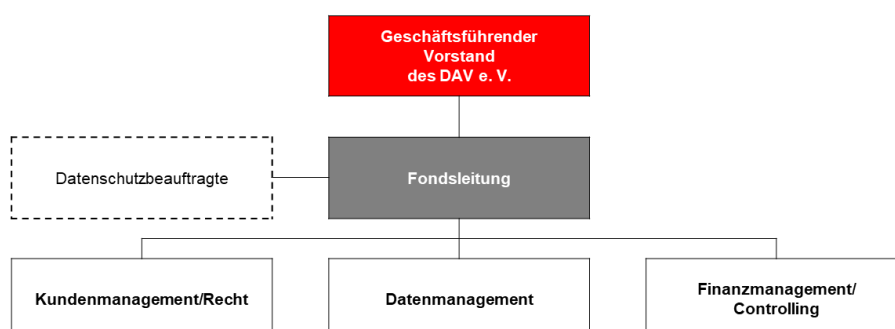 Geschäftsführender
Vorstand
des DAV e. V.
Datenschutzbeauftragte
Fondsleitung
Kundenmanagement/Recht
Datenmanagement
Finanzmanagement/
Controlling